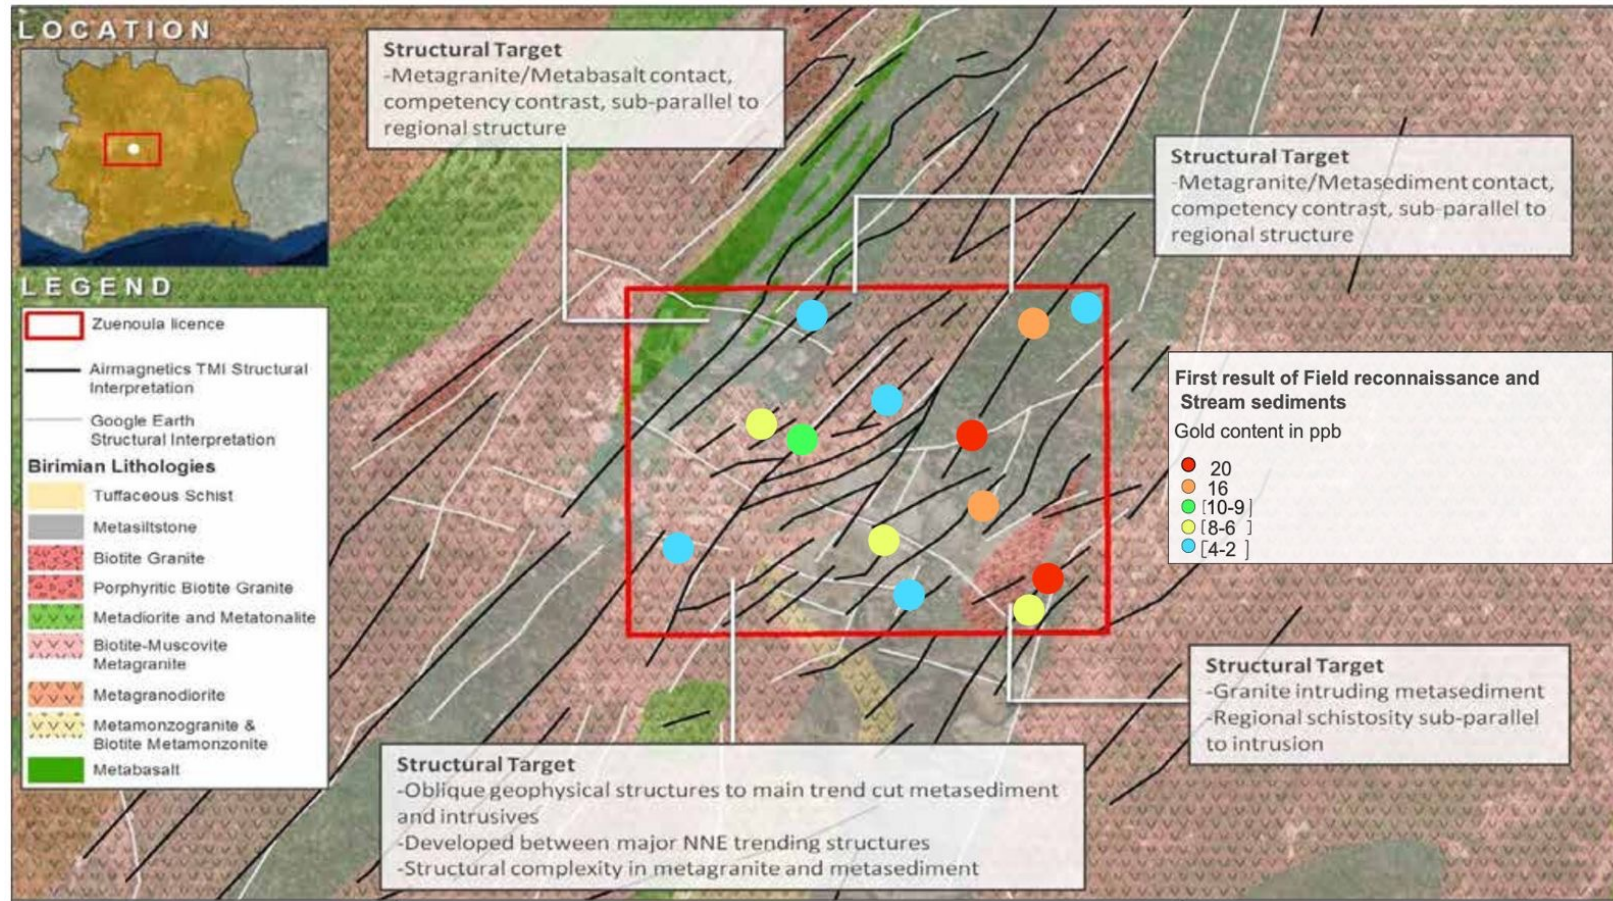 LOCATION
LEGEND
Zuenoula licence
Airmagnetics TMI Structural
Interpretation
Google Earth
Structural Interpretation
Birimian Lithologies
Tuffaceous Schist
Metasiltstone
Biotite Granite
Porphyritic Biotite Granite
Metadiorite and Metatonalite
Biotite-Muscovite
Metagranite
Metagranodiorite
Metamonzogranite &
Biotite Metamonzonite
Metabasalt
Structural Target
-Metagranite/Metabasalt contact,
competency contrast, sub-parallel to
regional structure
Structural Target
-Metagranite/Metasediment contact,
competency contrast, sub-parallel to
regional structure
First result of Field reconnaissance and
Stream sediments
Gold content in ppb
20
16
[10-9]
[8-6 ]
[4-2 ]
Structural Target
-Granite intruding metasediment
-Regional schistosity sub-parallel
to intrusion
Structural Target
-Oblique geophysical structures to main trend cut metasediment
and intrusives
-Developed between major NNE trending structures
-Structural complexity in metagranite and metasediment